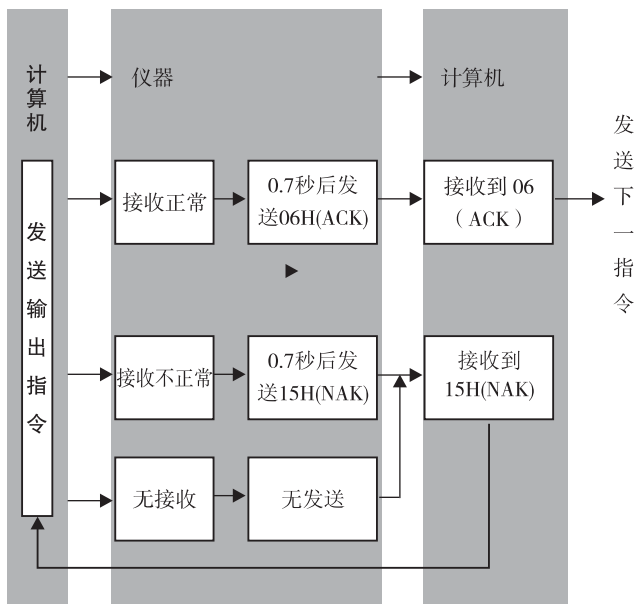 计算机
仪器
计算机
发送输出指令
接收正常
0.7秒后发
送06H(ACK)
接收到 06
（ACK）
发送下一指令
接收不正常
0.7秒后发
送15H(NAK)
接收到
15H(NAK)
无接收
无发送